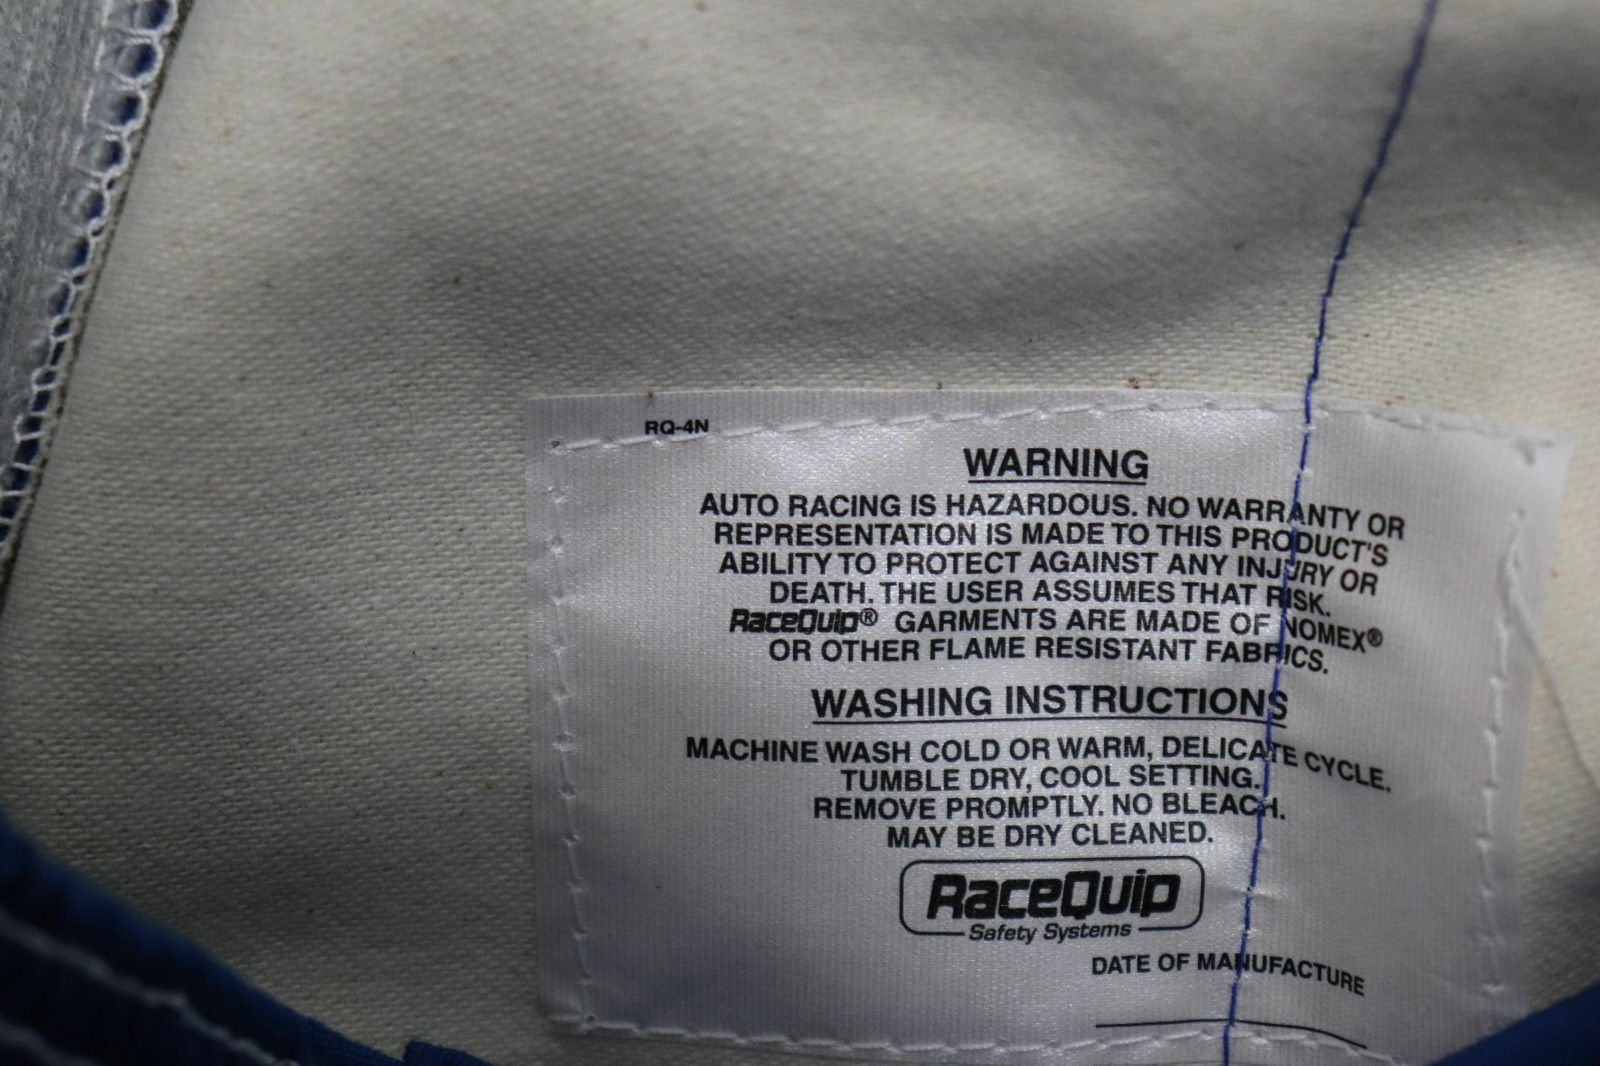 RQ-4N
WARNING
AUTO RACING IS HAZARDOUS. NO WARRANTY OR
REPRESENTATION IS MADE TO THIS PRODUCT'S
ABILITY TO PROTECT AGAINST ANY INJURY OR
DEATH. THE USER ASSUMES THAT RISK.
RaceQuip® GARMENTS ARE MADE OF NOMEX®
OR OTHER FLAME RESISTANT FABRICS.
WASHING INSTRUCTIONS
MACHINE WASH COLD OR WARM, DELICATE CYCLE.
TUMBLE DRY, COOL SETTING.
REMOVE PROMPTLY. NO BLEACH.
MAY BE DRY CLEANED.
RaceQuip
Safety Systems
DATE OF MANUFACTURE